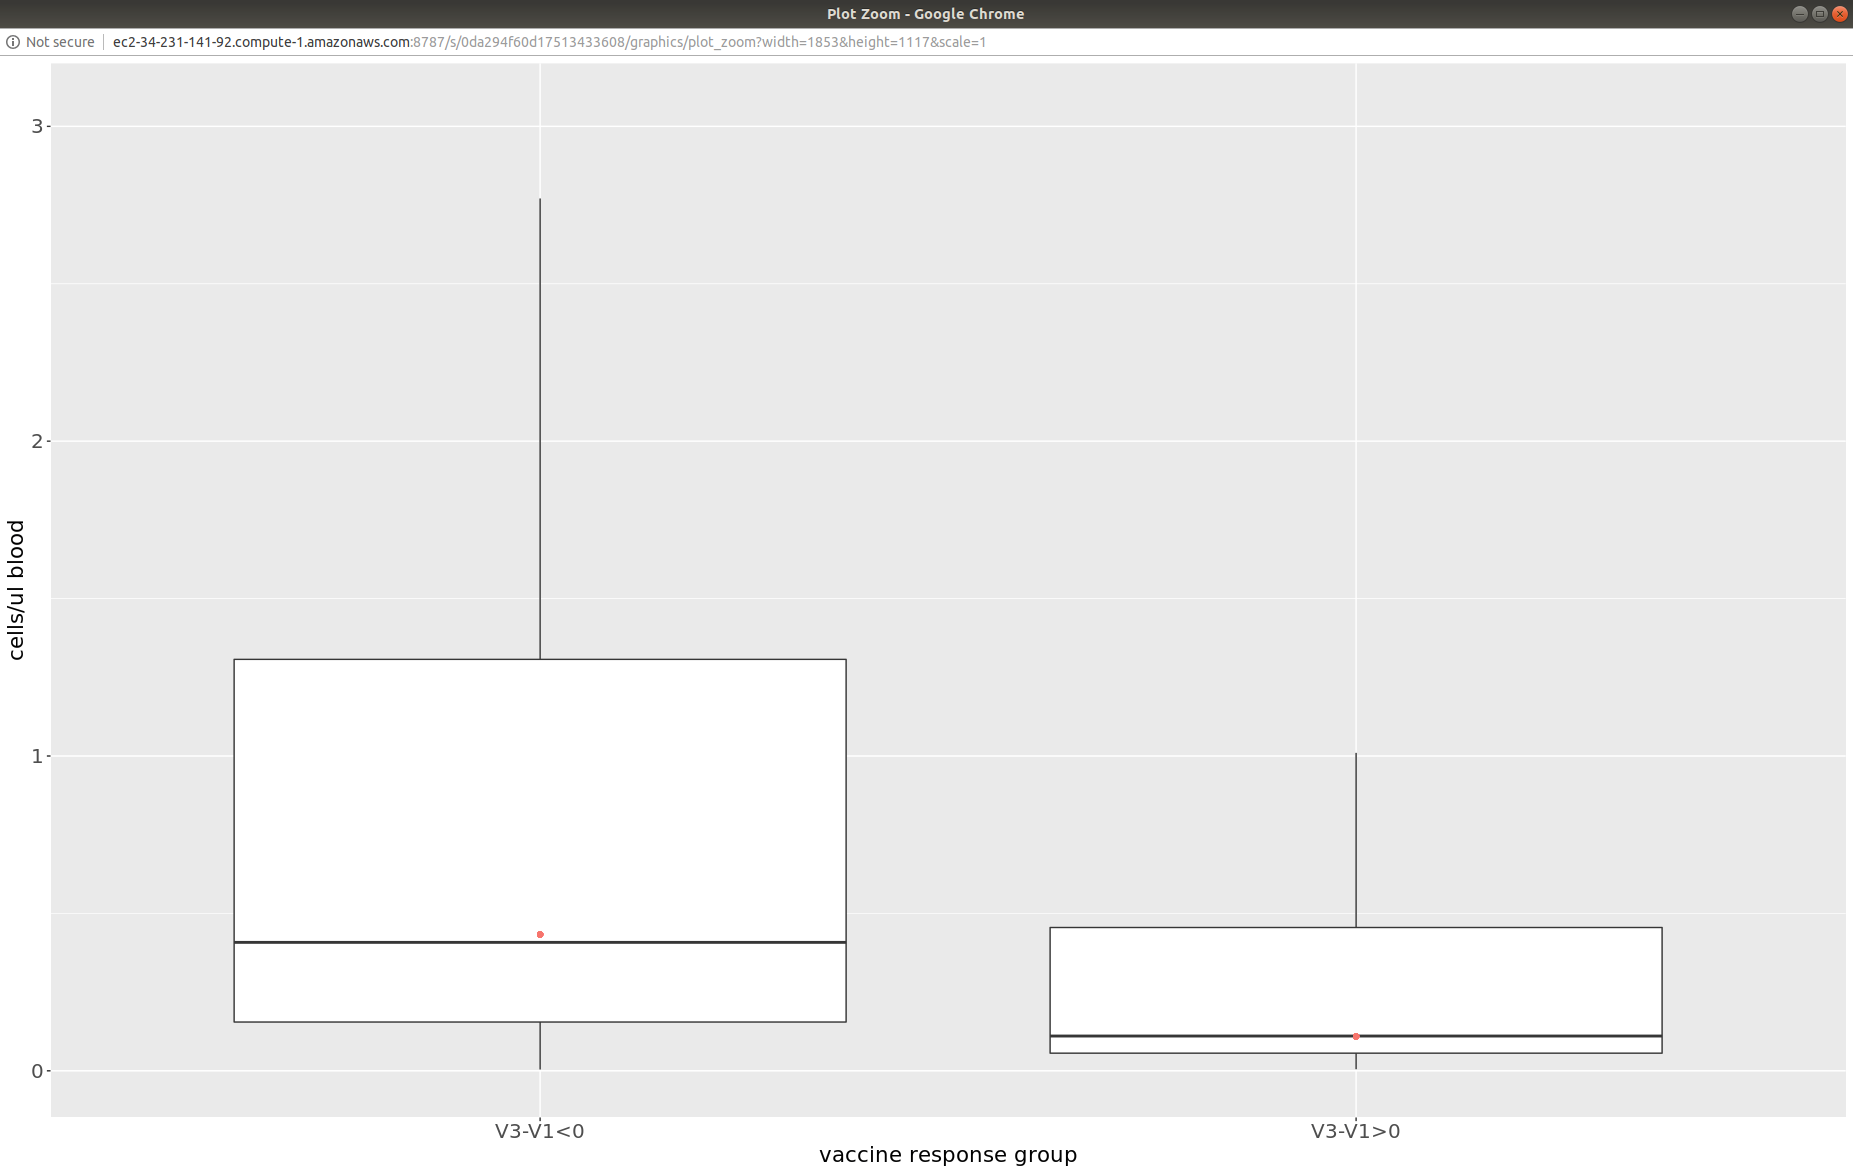 Plot Zoom - Google Chrome
Not secure ec2-34-231-141-92.compute-1.amazonaws.com:8787/s/0da294f60d17513433608/graphics/plot_zoom?width=1853&height=1117&scale=1
3
2
1
0
cells/ul blood
V3-V1<0 V3-V1>0
vaccine response group